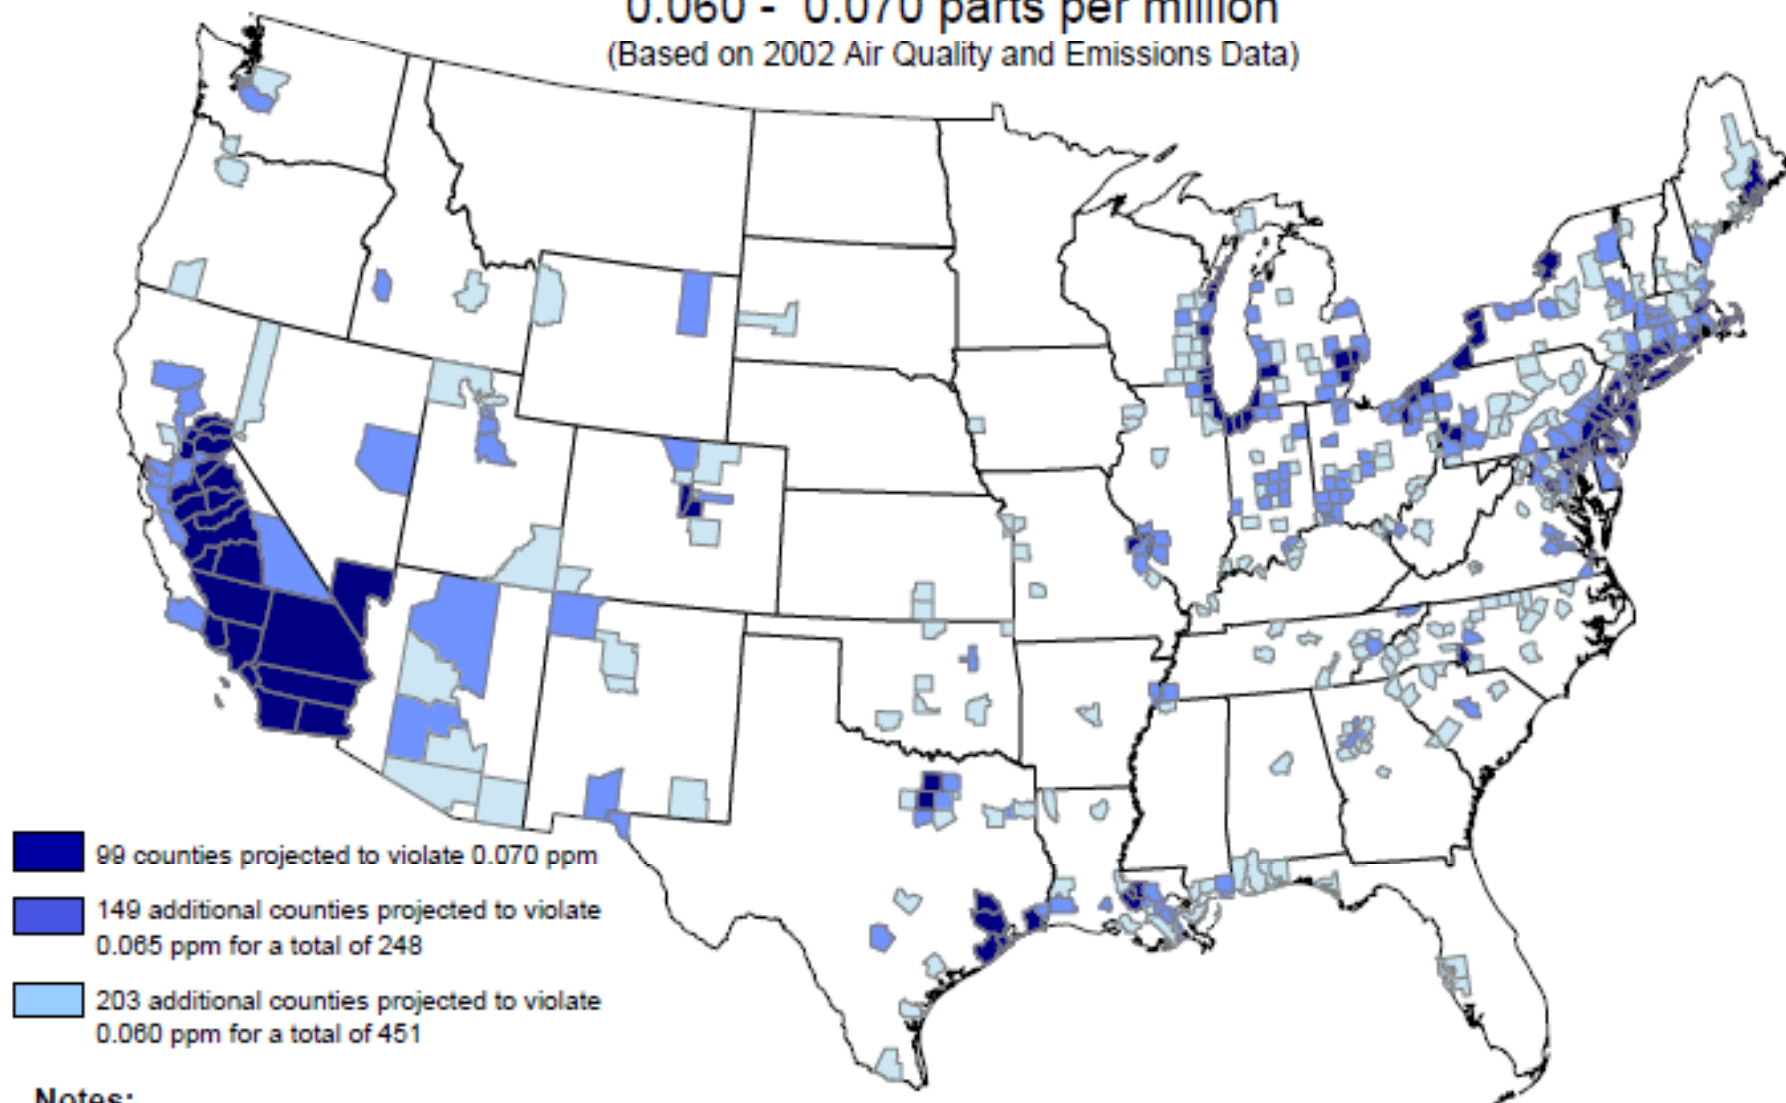 0.060 - 0.070 parts per million
(Based on 2002 Air Quality and Emissions Data)
99 counties projected to violate 0.070 ppm
149 additional counties projected to violate
0.065 ppm for a total of 248
203 additional counties projected to violate
0.060 ppm for a total of 451
Notes: